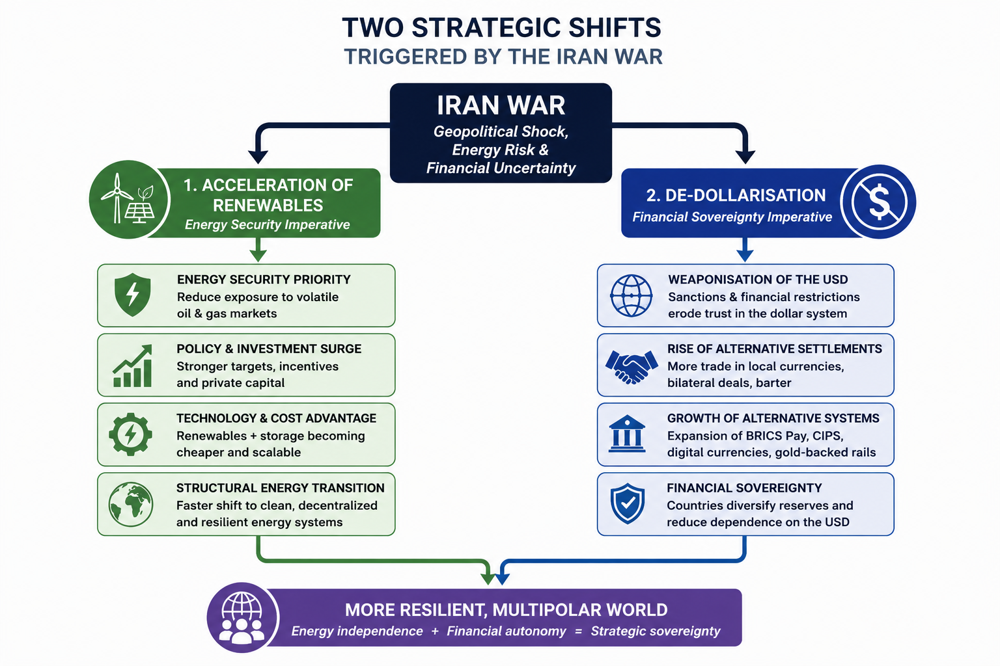 TWO STRATEGIC SHIFTS
TRIGGERED BY THE IRAN WAR
IRAN WAR
Geopolitical Shock,
Energy Risk &
Financial Uncertainty
1. ACCELERATION OF
RENEWABLES
Energy Security Imperative
ENERGY SECURITY PRIORITY
Reduce exposure to volatile
oil & gas markets
POLICY & INVESTMENT SURGE
Stronger targets, incentives
and private capital
TECHNOLOGY & COST ADVANTAGE
Renewables + storage becoming
cheaper and scalable
STRUCTURAL ENERGY TRANSITION
Faster shift to clean, decentralized
and resilient energy systems
2. DE-DOLLARISATION
Financial Sovereignty Imperative
$
WEAPONISATION OF THE USD
Sanctions & financial restrictions
erode trust in the dollar system
RISE OF ALTERNATIVE SETTLEMENTS
More trade in local currencies,
bilateral deals, barter
GROWTH OF ALTERNATIVE SYSTEMS
Expansion of BRICS Pay, CIPS,
digital currencies, gold-backed rails
FINANCIAL SOVEREIGNTY
Countries diversify reserves and
reduce dependence on the USD
MORE RESILIENT, MULTIPOLAR WORLD
Energy independence + Financial autonomy = Strategic sovereignty